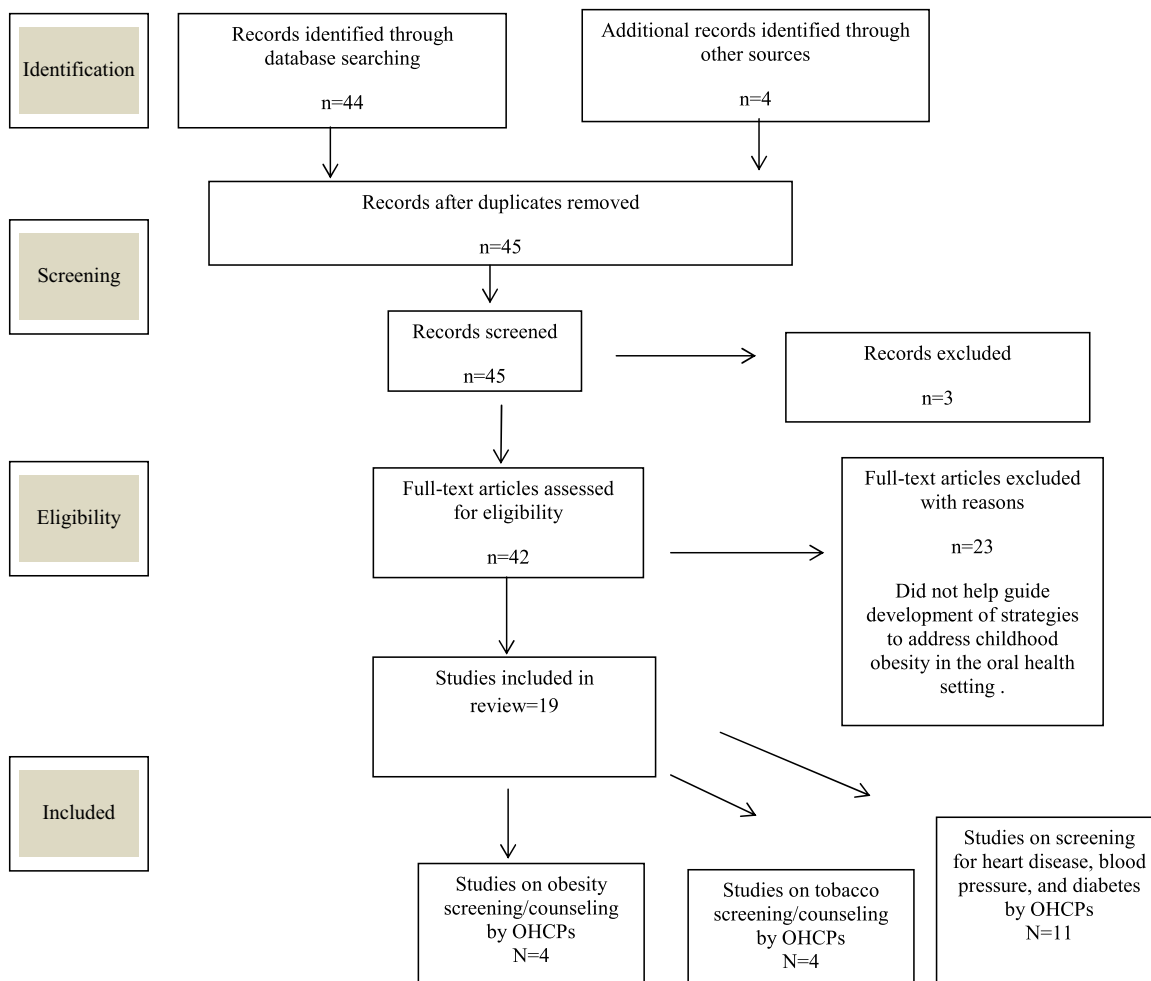 Identification
Records identified through
database searching
n=44
Additional records identified through
other sources
n=4
Records after duplicates removed
n=45
Screening
Records screened
n=45
Records excluded
n=3
Eligibility
Full-text articles assessed
for eligibility
n=42
Full-text articles excluded
with reasons
n=23
Did not help guide
development of strategies
to address childhood
obesity in the oral health
setting .
Studies included in
review=19
Included
Studies on obesity
screening/counseling
by OHCPs
N=4
Studies on tobacco
screening/counseling
by OHCPs
N=4
Studies on screening
for heart disease, blood
pressure, and diabetes
by OHCPs
N=11